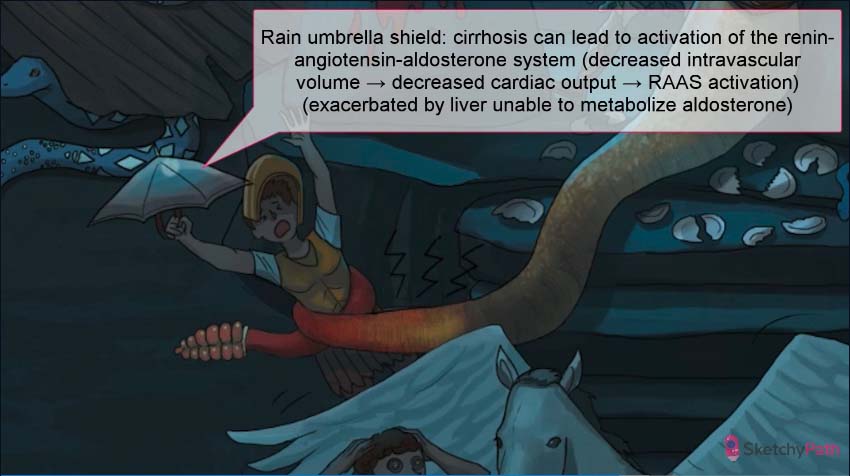 Rain umbrella shield: cirrhosis can lead to activation of the renin-
angiotensin-aldosterone system (decreased intravascular
volume → decreased cardiac output → RAAS activation)
(exacerbated by liver unable to metabolize aldosterone)
SketchyPath